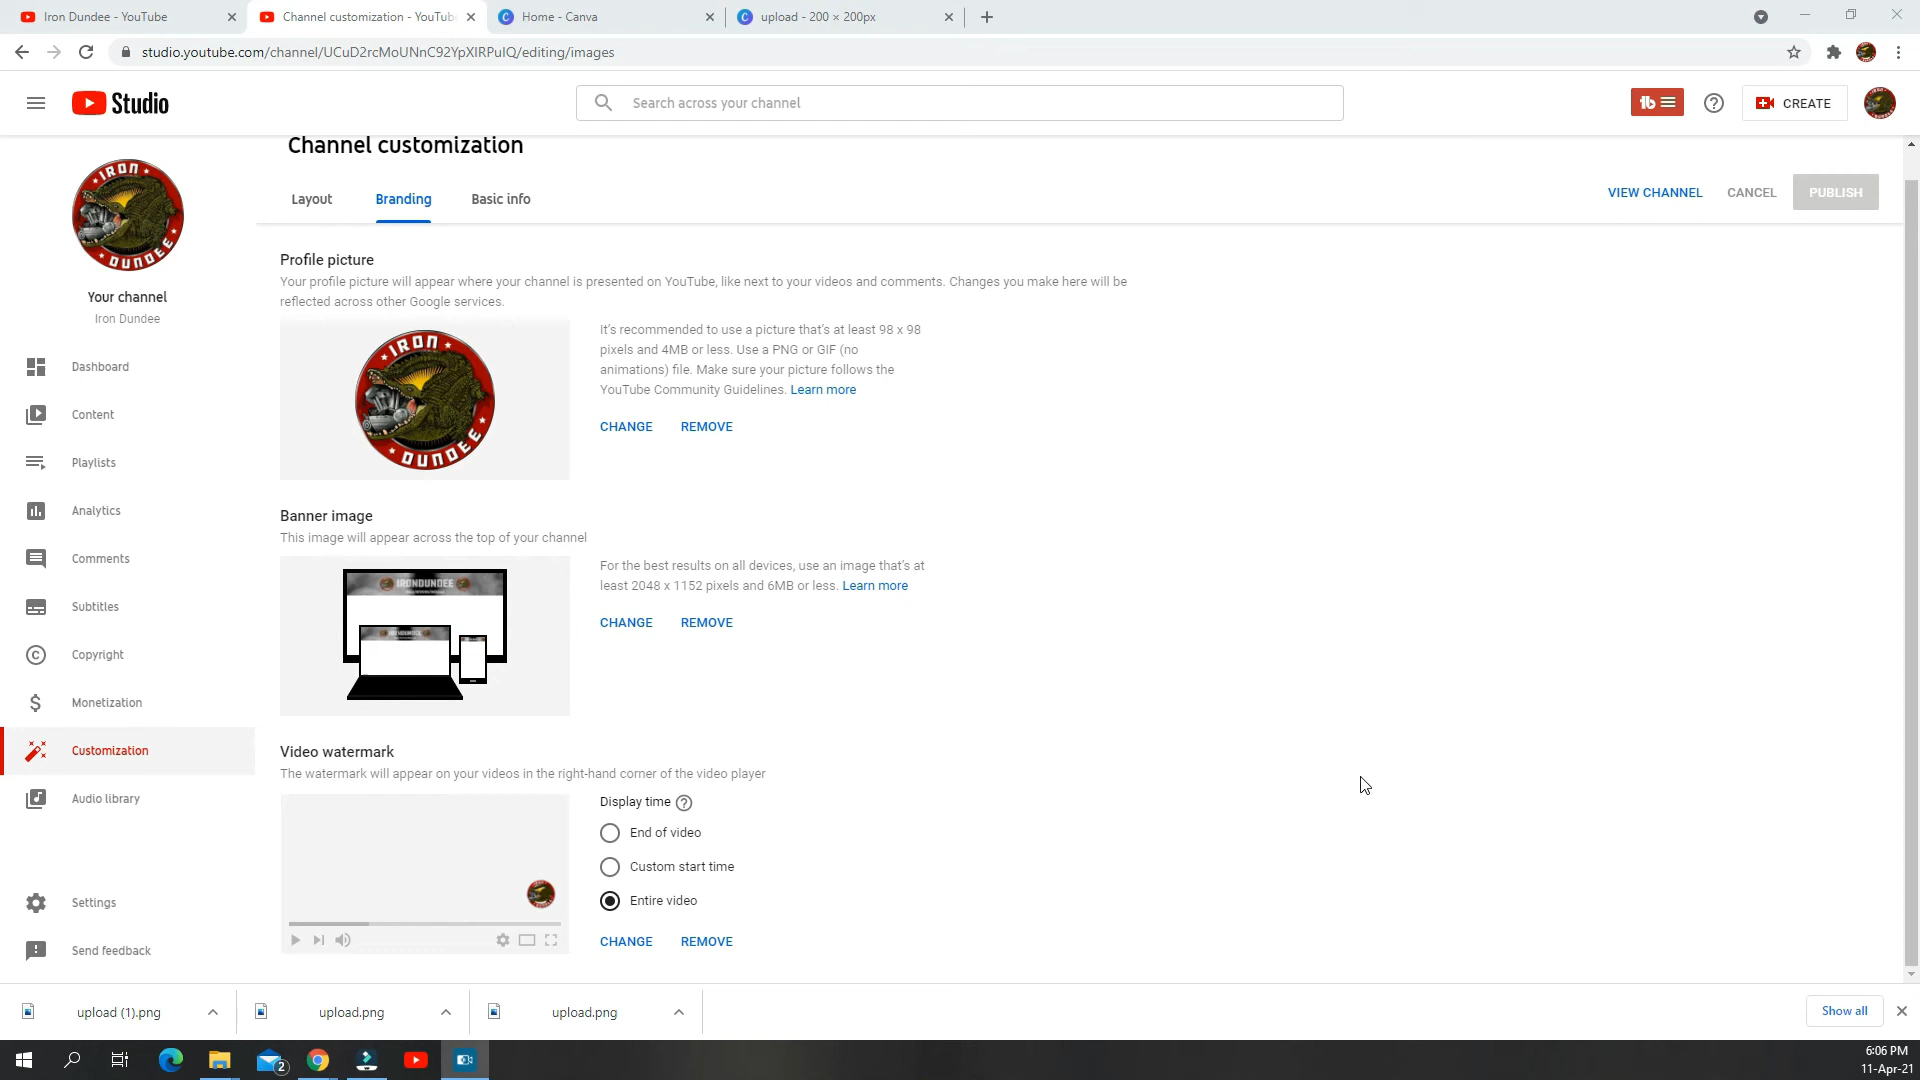 Iron Dundee - YouTube
Channel customization - YouTube
Home - Canva
upload - 200 × 200px
studio.youtube.com/channel/UCuD2rcMoUNnC92YpXIRPuIQ/editing/images
Studio
Search across your channel
CREATE
Channel customization
Layout
Branding
Basic info
VIEW CHANNEL
CANCEL
PUBLISH
IRON
DUNDEE
Your channel
Iron Dundee
Dashboard
Content
Playlists
Analytics
Comments
Subtitles
Copyright
Monetization
Customization
Audio library
Settings
Send feedback
Profile picture
Your profile picture will appear where your channel is presented on YouTube, like next to your videos and comments. Changes you make here will be
reflected across other Google services.
IRON
DUNDEE
It's recommended to use a picture that's at least 98 x 98
pixels and 4MB or less. Use a PNG or GIF (no
animations) file. Make sure your picture follows the
YouTube Community Guidelines. Learn more
CHANGE
REMOVE
Banner image
This image will appear across the top of your channel
IRONDUNDEE
For the best results on all devices, use an image that's at
least 2048 x 1152 pixels and 6MB or less. Learn more
CHANGE
REMOVE
Video watermark
The watermark will appear on your videos in the right-hand corner of the video player
Display time
End of video
Custom start time
Entire video
CHANGE
REMOVE
upload (1).png
upload.png
upload.png
Show all
2
6:06 PM
11-Apr-21